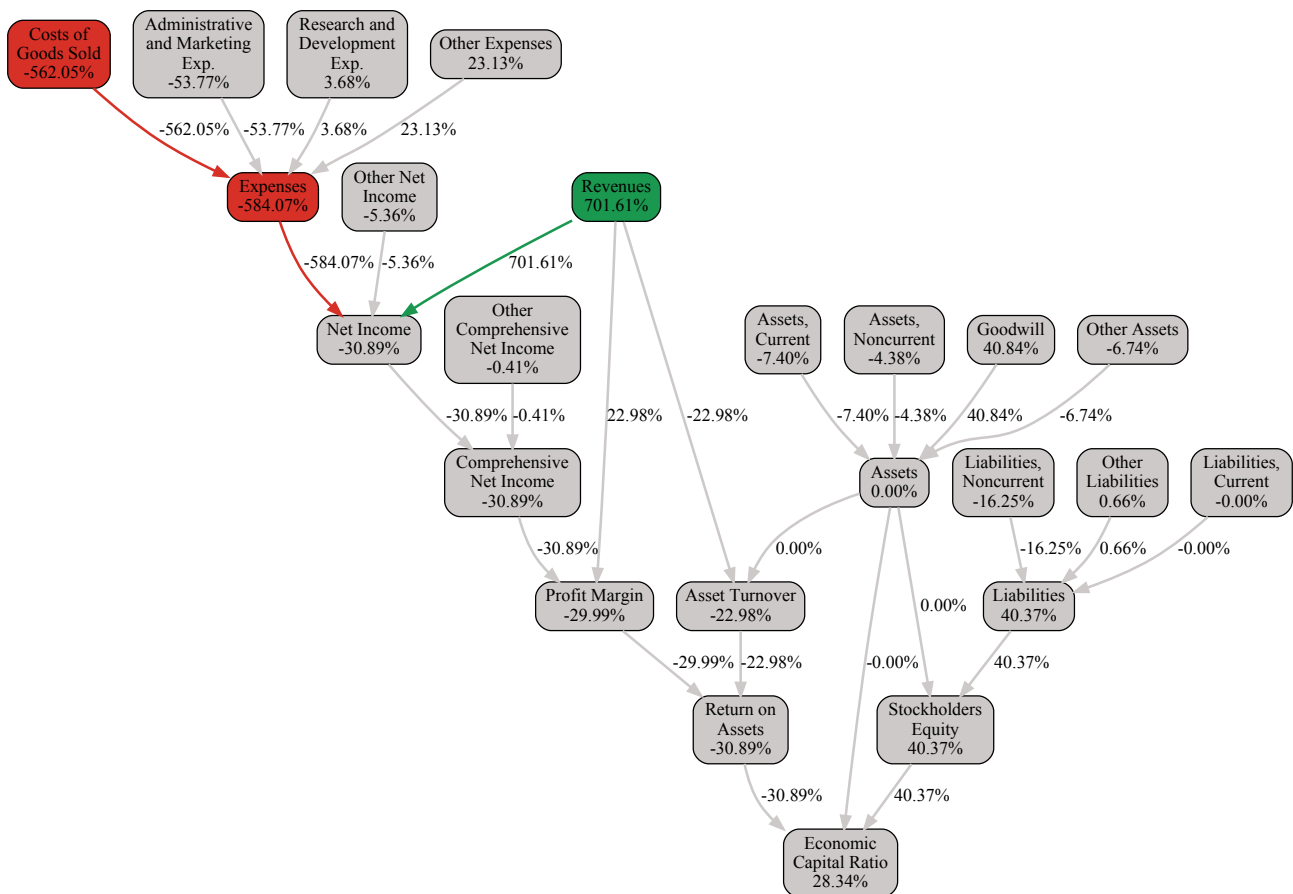 Costs of
Goods Sold
-562.05%
Administrative
and Marketing
Exp.
-53.77%
Research and
Development
Exp.
3.68%
Other Expenses
23.13%
-562.05%
-53.77%
3.68%
23.13%
Expenses
-584.07%
Other Net
Income
-5.36%
Revenues
701.61%
-584.07%
-5.36%
701.61%
Net Income
-30.89%
Other
Comprehensive
Net Income
-0.41%
Assets,
Current
-7.40%
Assets,
Noncurrent
-4.38%
Goodwill
40.84%
Other Assets
-6.74%
-30.89%
-0.41%
22.98%
-22.98%
-7.40%
-4.38%
40.84%
-6.74%
Comprehensive
Net Income
-30.89%
Assets
0.00%
Liabilities,
Noncurrent
-16.25%
Other
Liabilities
0.66%
Liabilities,
Current
-0.00%
-30.89%
0.00%
-16.25%
0.66%
-0.00%
Profit Margin
-29.99%
Asset Turnover
-22.98%
0.00%
Liabilities
40.37%
-29.99%
-22.98%
-0.00%
40.37%
Return on
Assets
-30.89%
Stockholders
Equity
40.37%
-30.89%
40.37%
Economic
Capital Ratio
28.34%